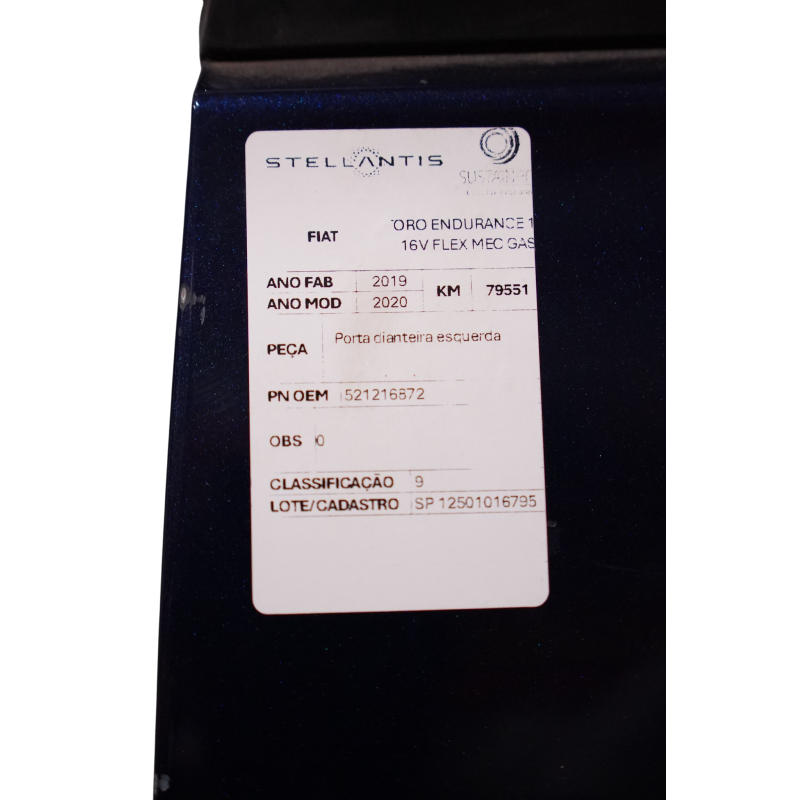 STELLANTIS
FIAT
ORO ENDURANCE 1
16V FLEX MEC GAS
ANO FAB 2019
ANO MOD 2020
KM 79551
PEÇA Porta dianteira esquerda
PN OEM 521216872
OBS 0
CLASSIFICAÇÃO 9
LOTE/CADASTRO SP 12501016795